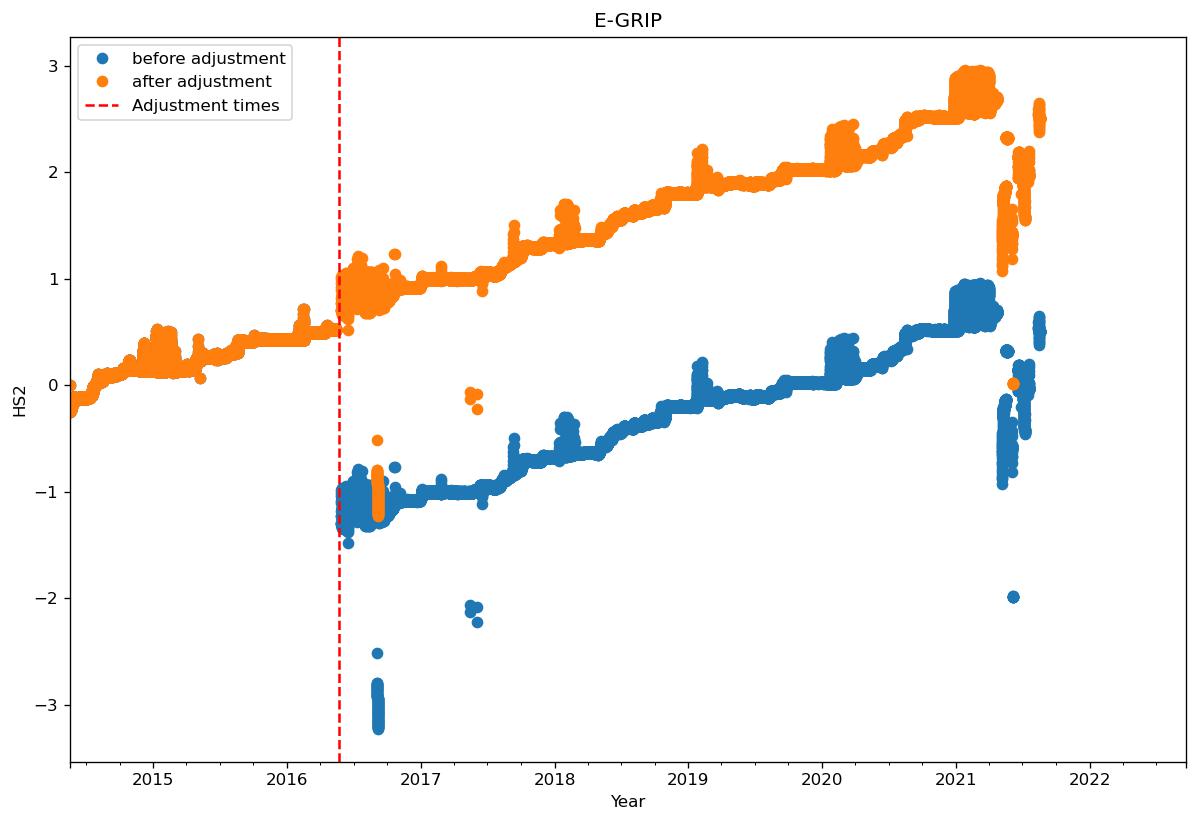 E-GRIP
before adjustment
after adjustment
Adjustment times
HS2
3
2
1
0
−1
−2
−3
2015 2016 2017 2018 2019 2020 2021 2022
Year